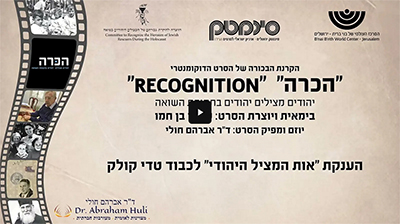 הוועדה להוקרת
Committee to Recognize the Heroism of Jewish
Rescuers During the Holocaust
סינמטק
המרכז העולמי של בני ברית - ירושלים
B'nai B'rith World Center - Jerusalem
הכרה
הקרנת הבכורה של הסרט הדוקומנטרי
"הכרה" "RECOGNITION"
יהודים מצילים יהודים השואה
בימאית ויוצרת הסרט: בן חמו
יוזם ומפיק הסרט: ד"ר אברהם חולי
הענקת "אות המציל היהודי" לכבוד טדי קולק
ד"ר אברהם חולי
Dr. Abraham Huli